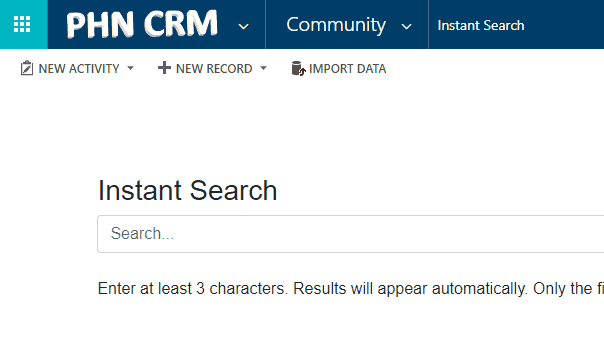 PHN CRM Community Instant Search
NEW ACTIVITY NEW RECORD IMPORT DATA
Instant Search
Search...
Enter at least 3 characters. Results will appear automatically. Only the